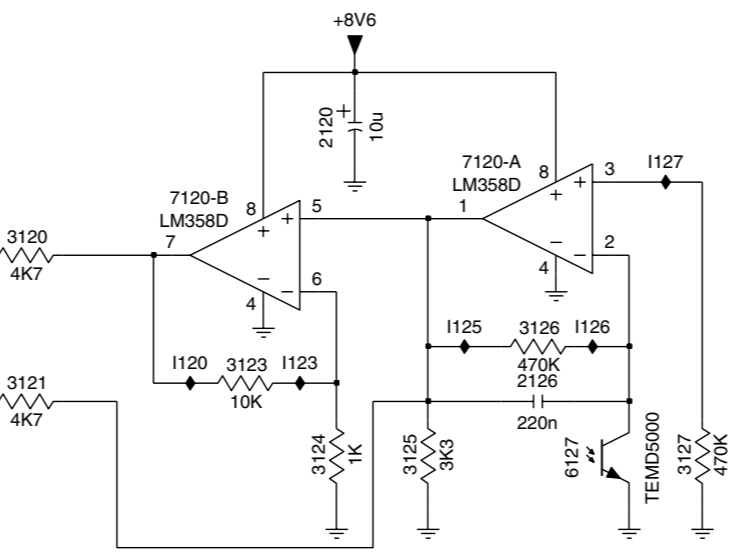 +8V6
2120
+
10u
7120-A
LM358D
8
+
3
+
1
2
−
−
4
I127
7120-B
LM358D
8
+
5
+
7
6
−
−
4
3120
4K7
I125
3126
I126
470K
2126
220n
I120
3123
I123
10K
3121
4K7
3124
1K
3125
3K3
6127
TEMD5000
3127
470K